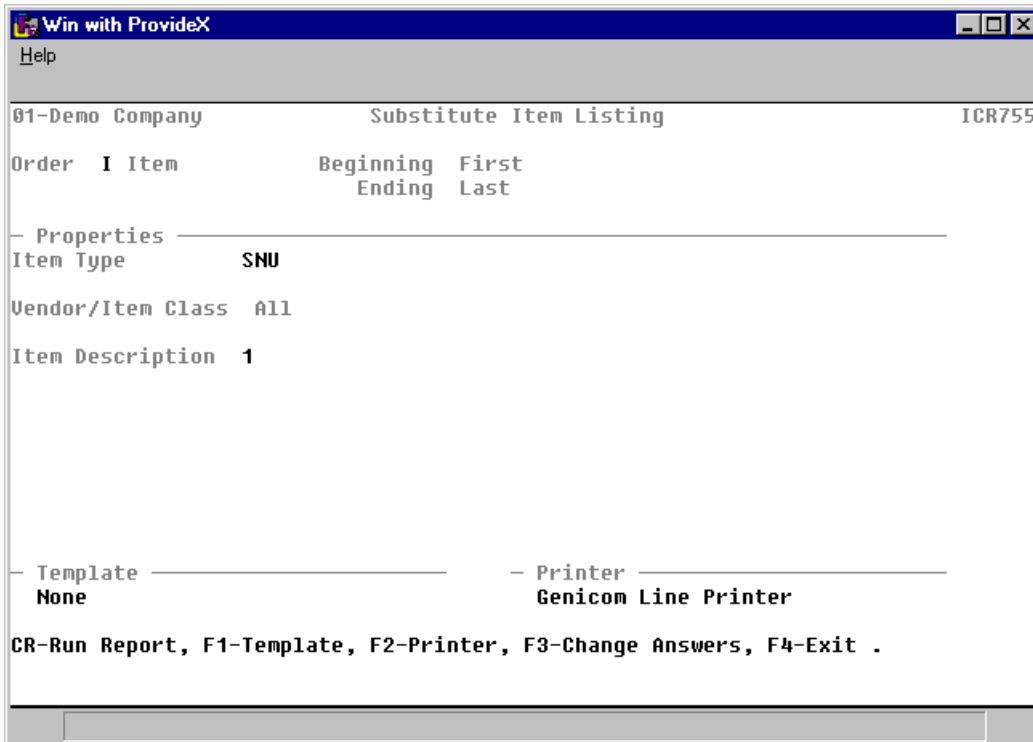 Win with ProvideX
Help
01-Demo Company Substitute Item Listing ICR755
Order I Item Beginning First
Ending Last
Properties
Item Type SNU
Vendor/Item Class All
Item Description 1
Template Printer
None Genicom Line Printer
CR-Run Report, F1-Template, F2-Printer, F3-Change Answers, F4-Exit .